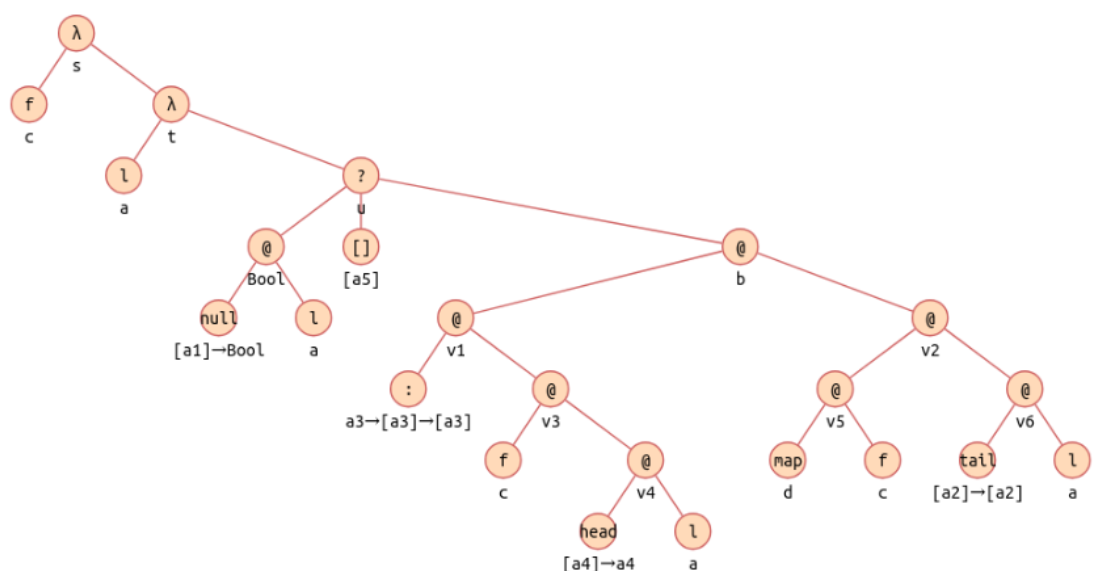 λ
s
f λ
c t
l ?
a u
@ [] @
Bool [a5] b
null l @ @
[a1]→Bool a v1 v2
: @ @ @
a3→[a3]→[a3] v3 v5 v6
f @ map f tail l
c v4 d c [a2]→[a2] a
head l
[a4]→a4 a